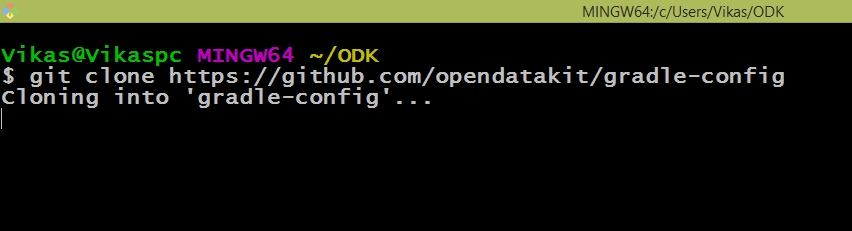 MINGW64:/c/Users/Vikas/ODK
Vikas@Vikaspc MINGW64 ~/ODK
$ git clone https://github.com/opendatakit/gradle-config
Cloning into 'gradle-config'...